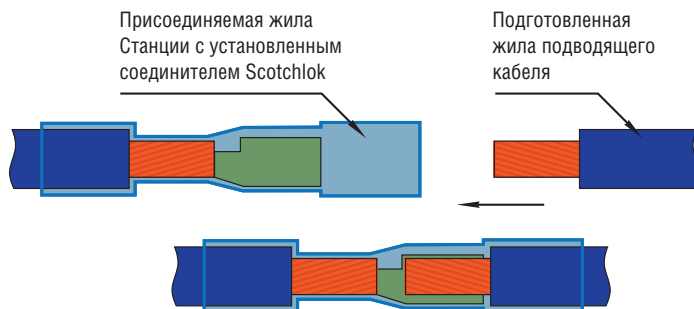 Присоединяемая жила
Станции с установленным
соединителем Scotchlok
Подготовленная
жила подводящего
кабеля